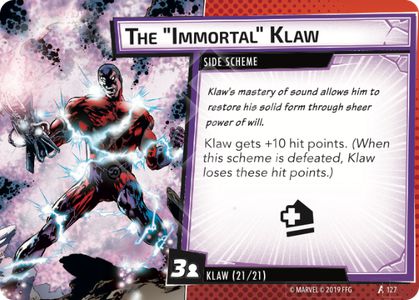 THE "IMMORTAL" KLAW
SIDE SCHEME
Klaw's mastery of sound allows him to
restore his solid form through sheer
power of will.
Klaw gets +10 hit points. (When
this scheme is defeated, Klaw
loses these hit points.)
3
KLAW (21/21)
© MARVEL © 2019 FFG 127